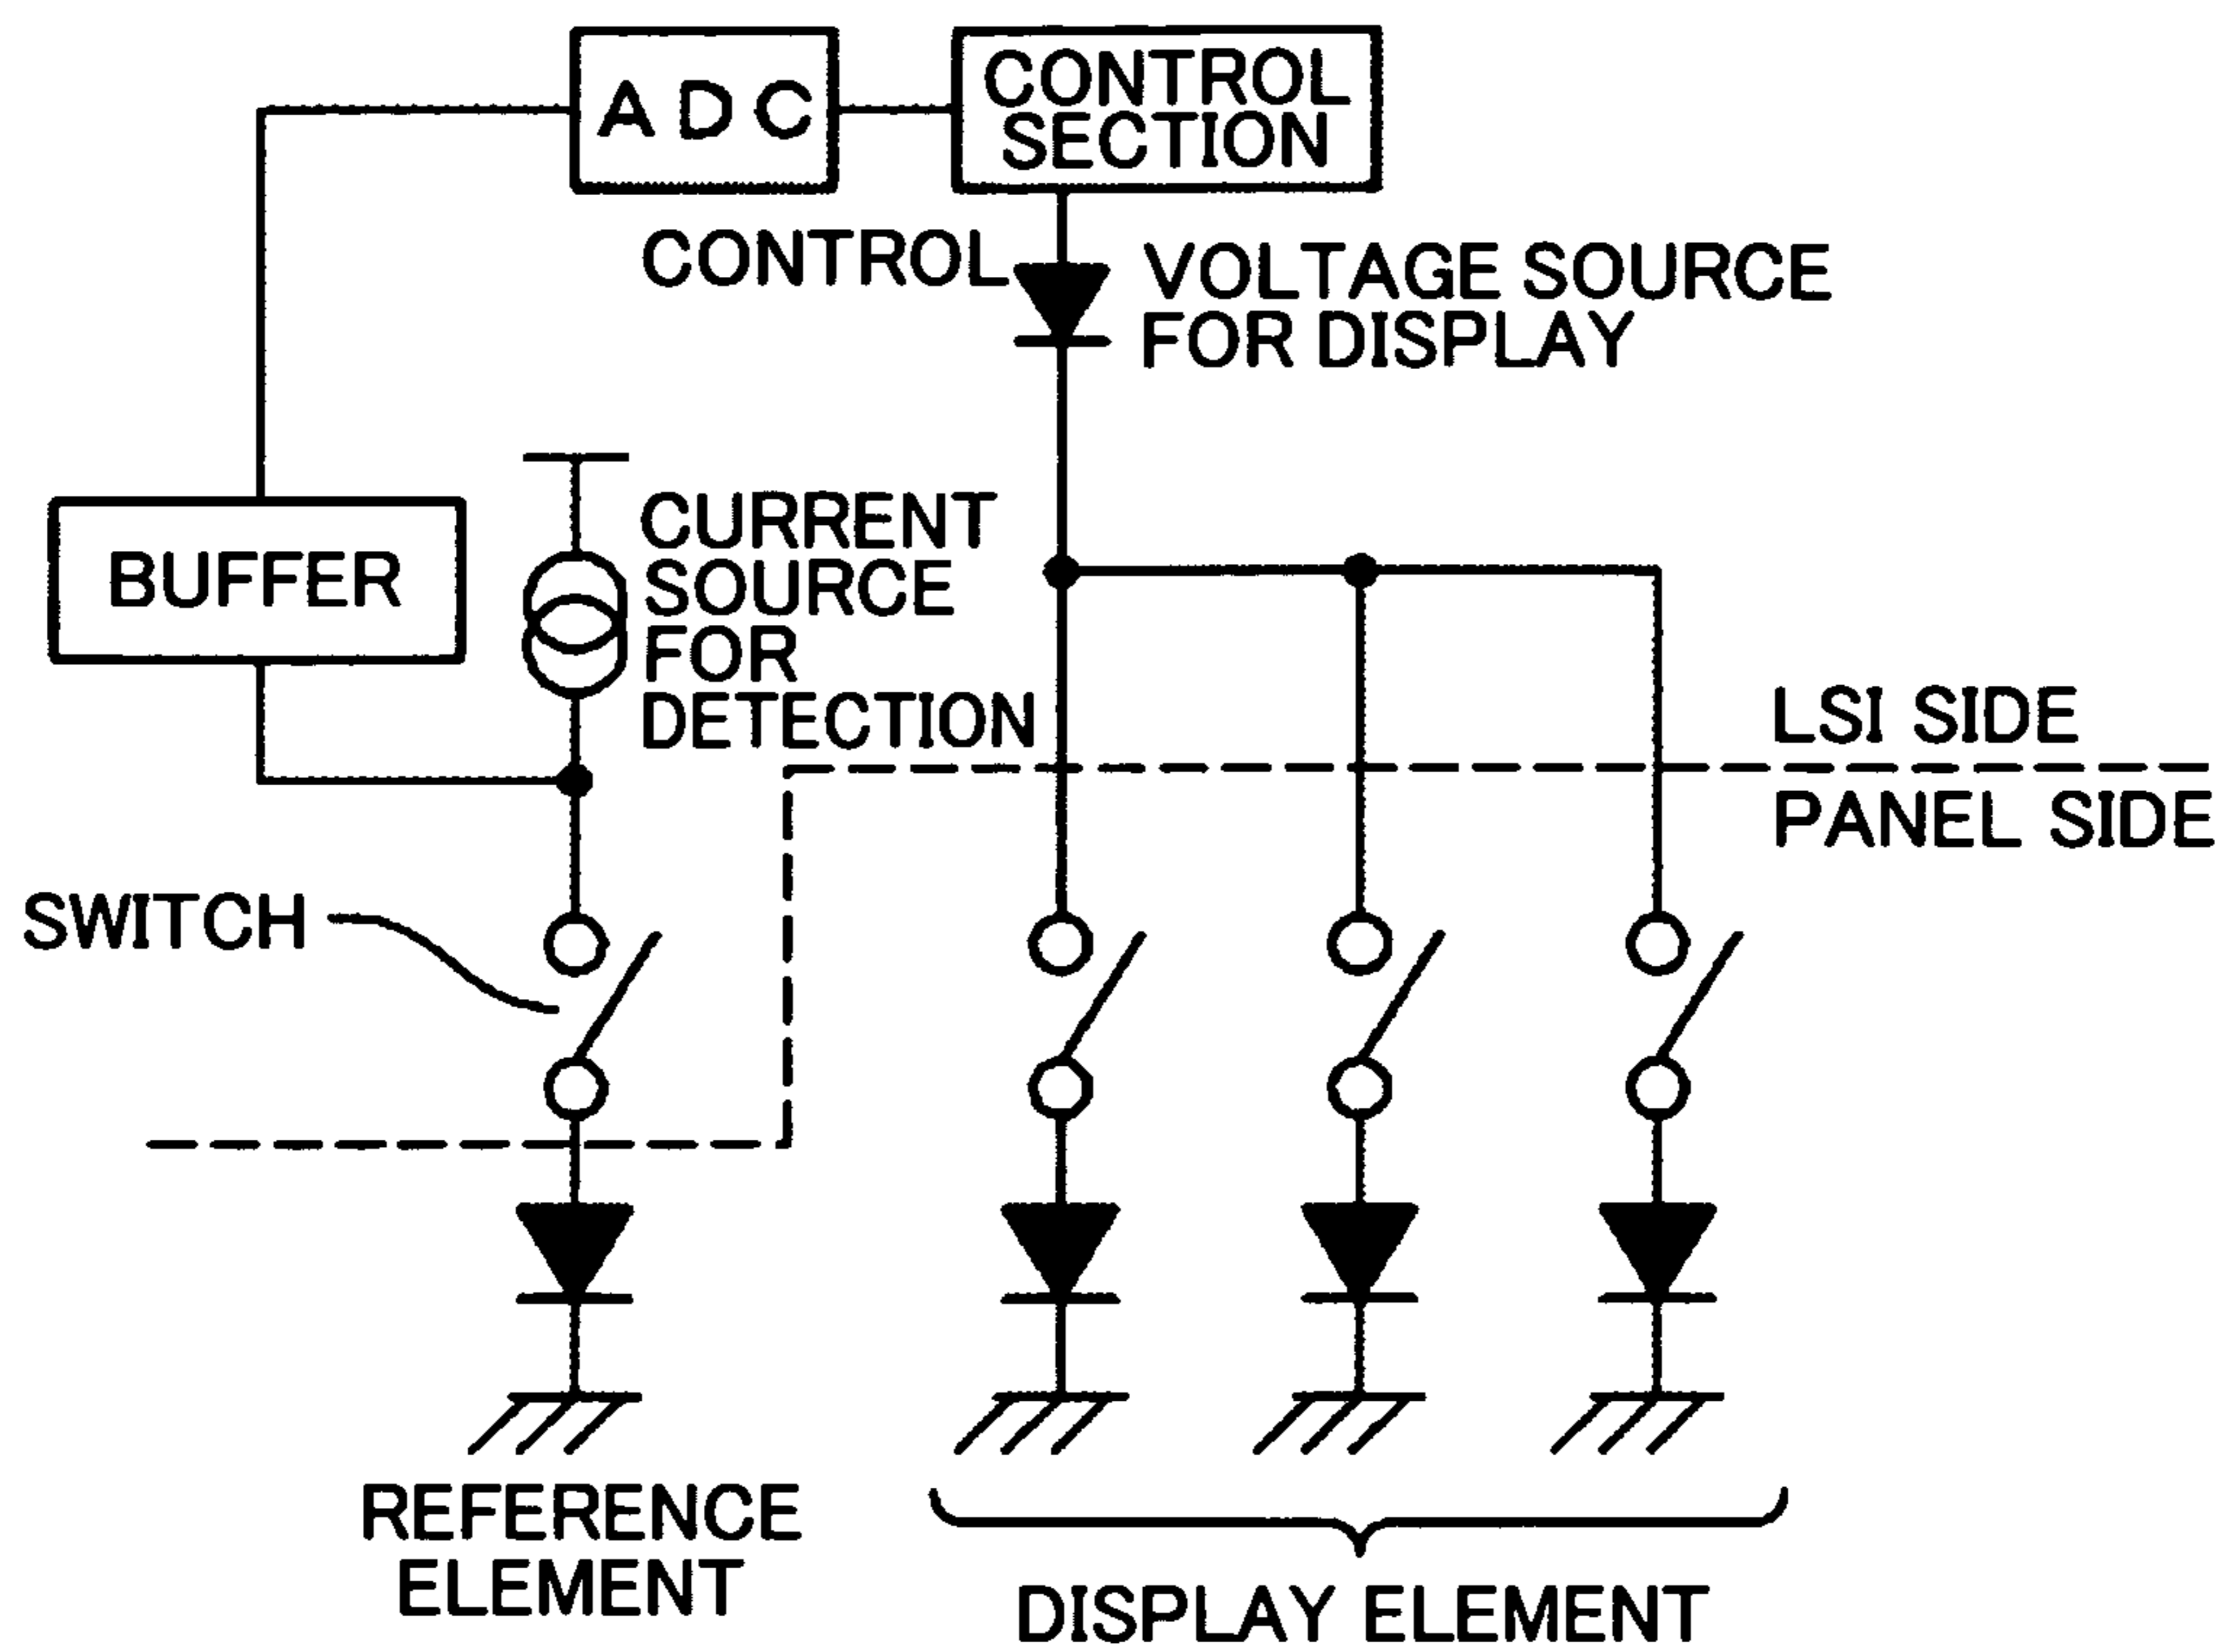 ADC
CONTROL
SECTION
CONTROL
VOLTAGE SOURCE
FOR DISPLAY
BUFFER
CURRENT
SOURCE
FOR
DETECTION
LSI SIDE
PANEL SIDE
SWITCH
REFERENCE
ELEMENT
DISPLAY ELEMENT